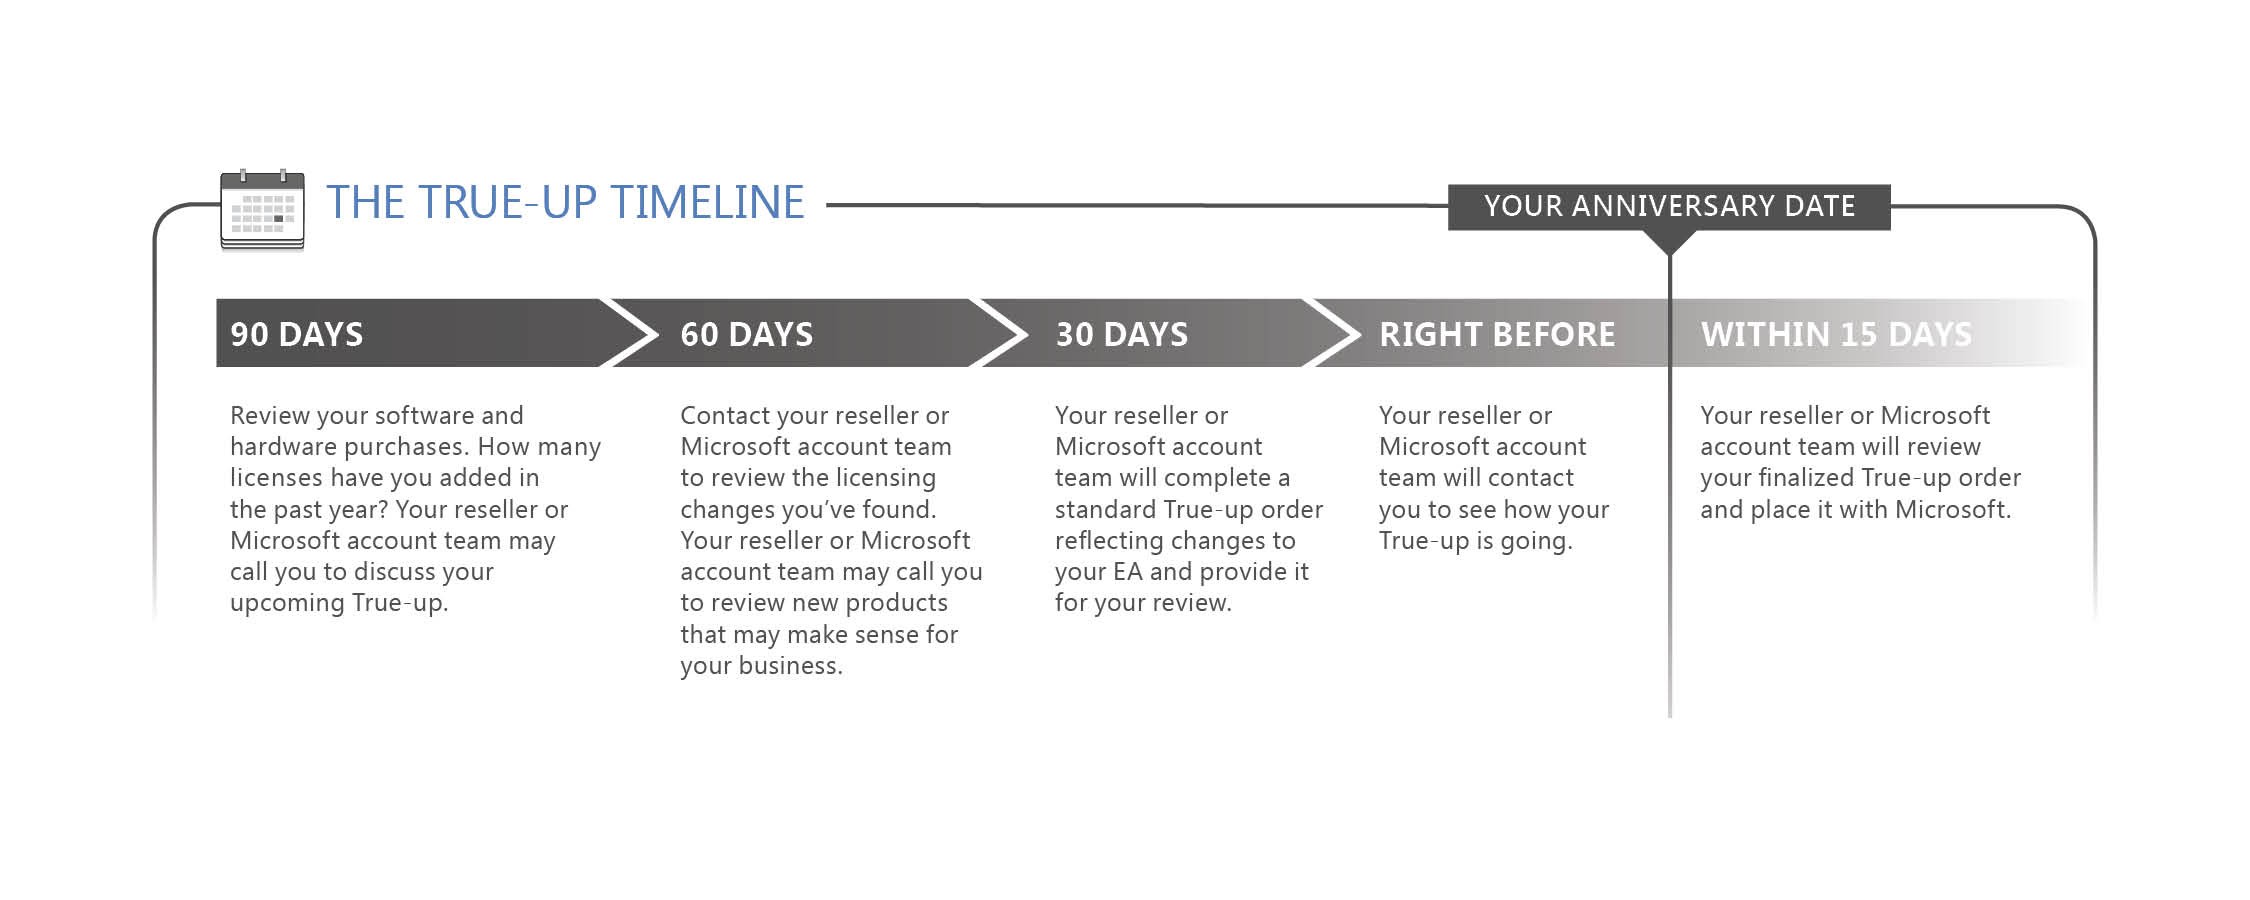 THE TRUE-UP TIMELINE
YOUR ANNIVERSARY DATE
90 DAYS
Review your software and
hardware purchases. How many
licenses have you added in
the past year? Your reseller or
Microsoft account team may
call you to discuss your
upcoming True-up.
60 DAYS
Contact your reseller or
Microsoft account team
to review the licensing
changes you’ve found.
Your reseller or Microsoft
account team may call you
to review new products
that may make sense for
your business.
30 DAYS
Your reseller or
Microsoft account
team will complete a
standard True-up order
reflecting changes to
your EA and provide it
for your review.
RIGHT BEFORE
Your reseller or
Microsoft account
team will contact
you to see how your
True-up is going.
WITHIN 15 DAYS
Your reseller or Microsoft
account team will review
your finalized True-up order
and place it with Microsoft.